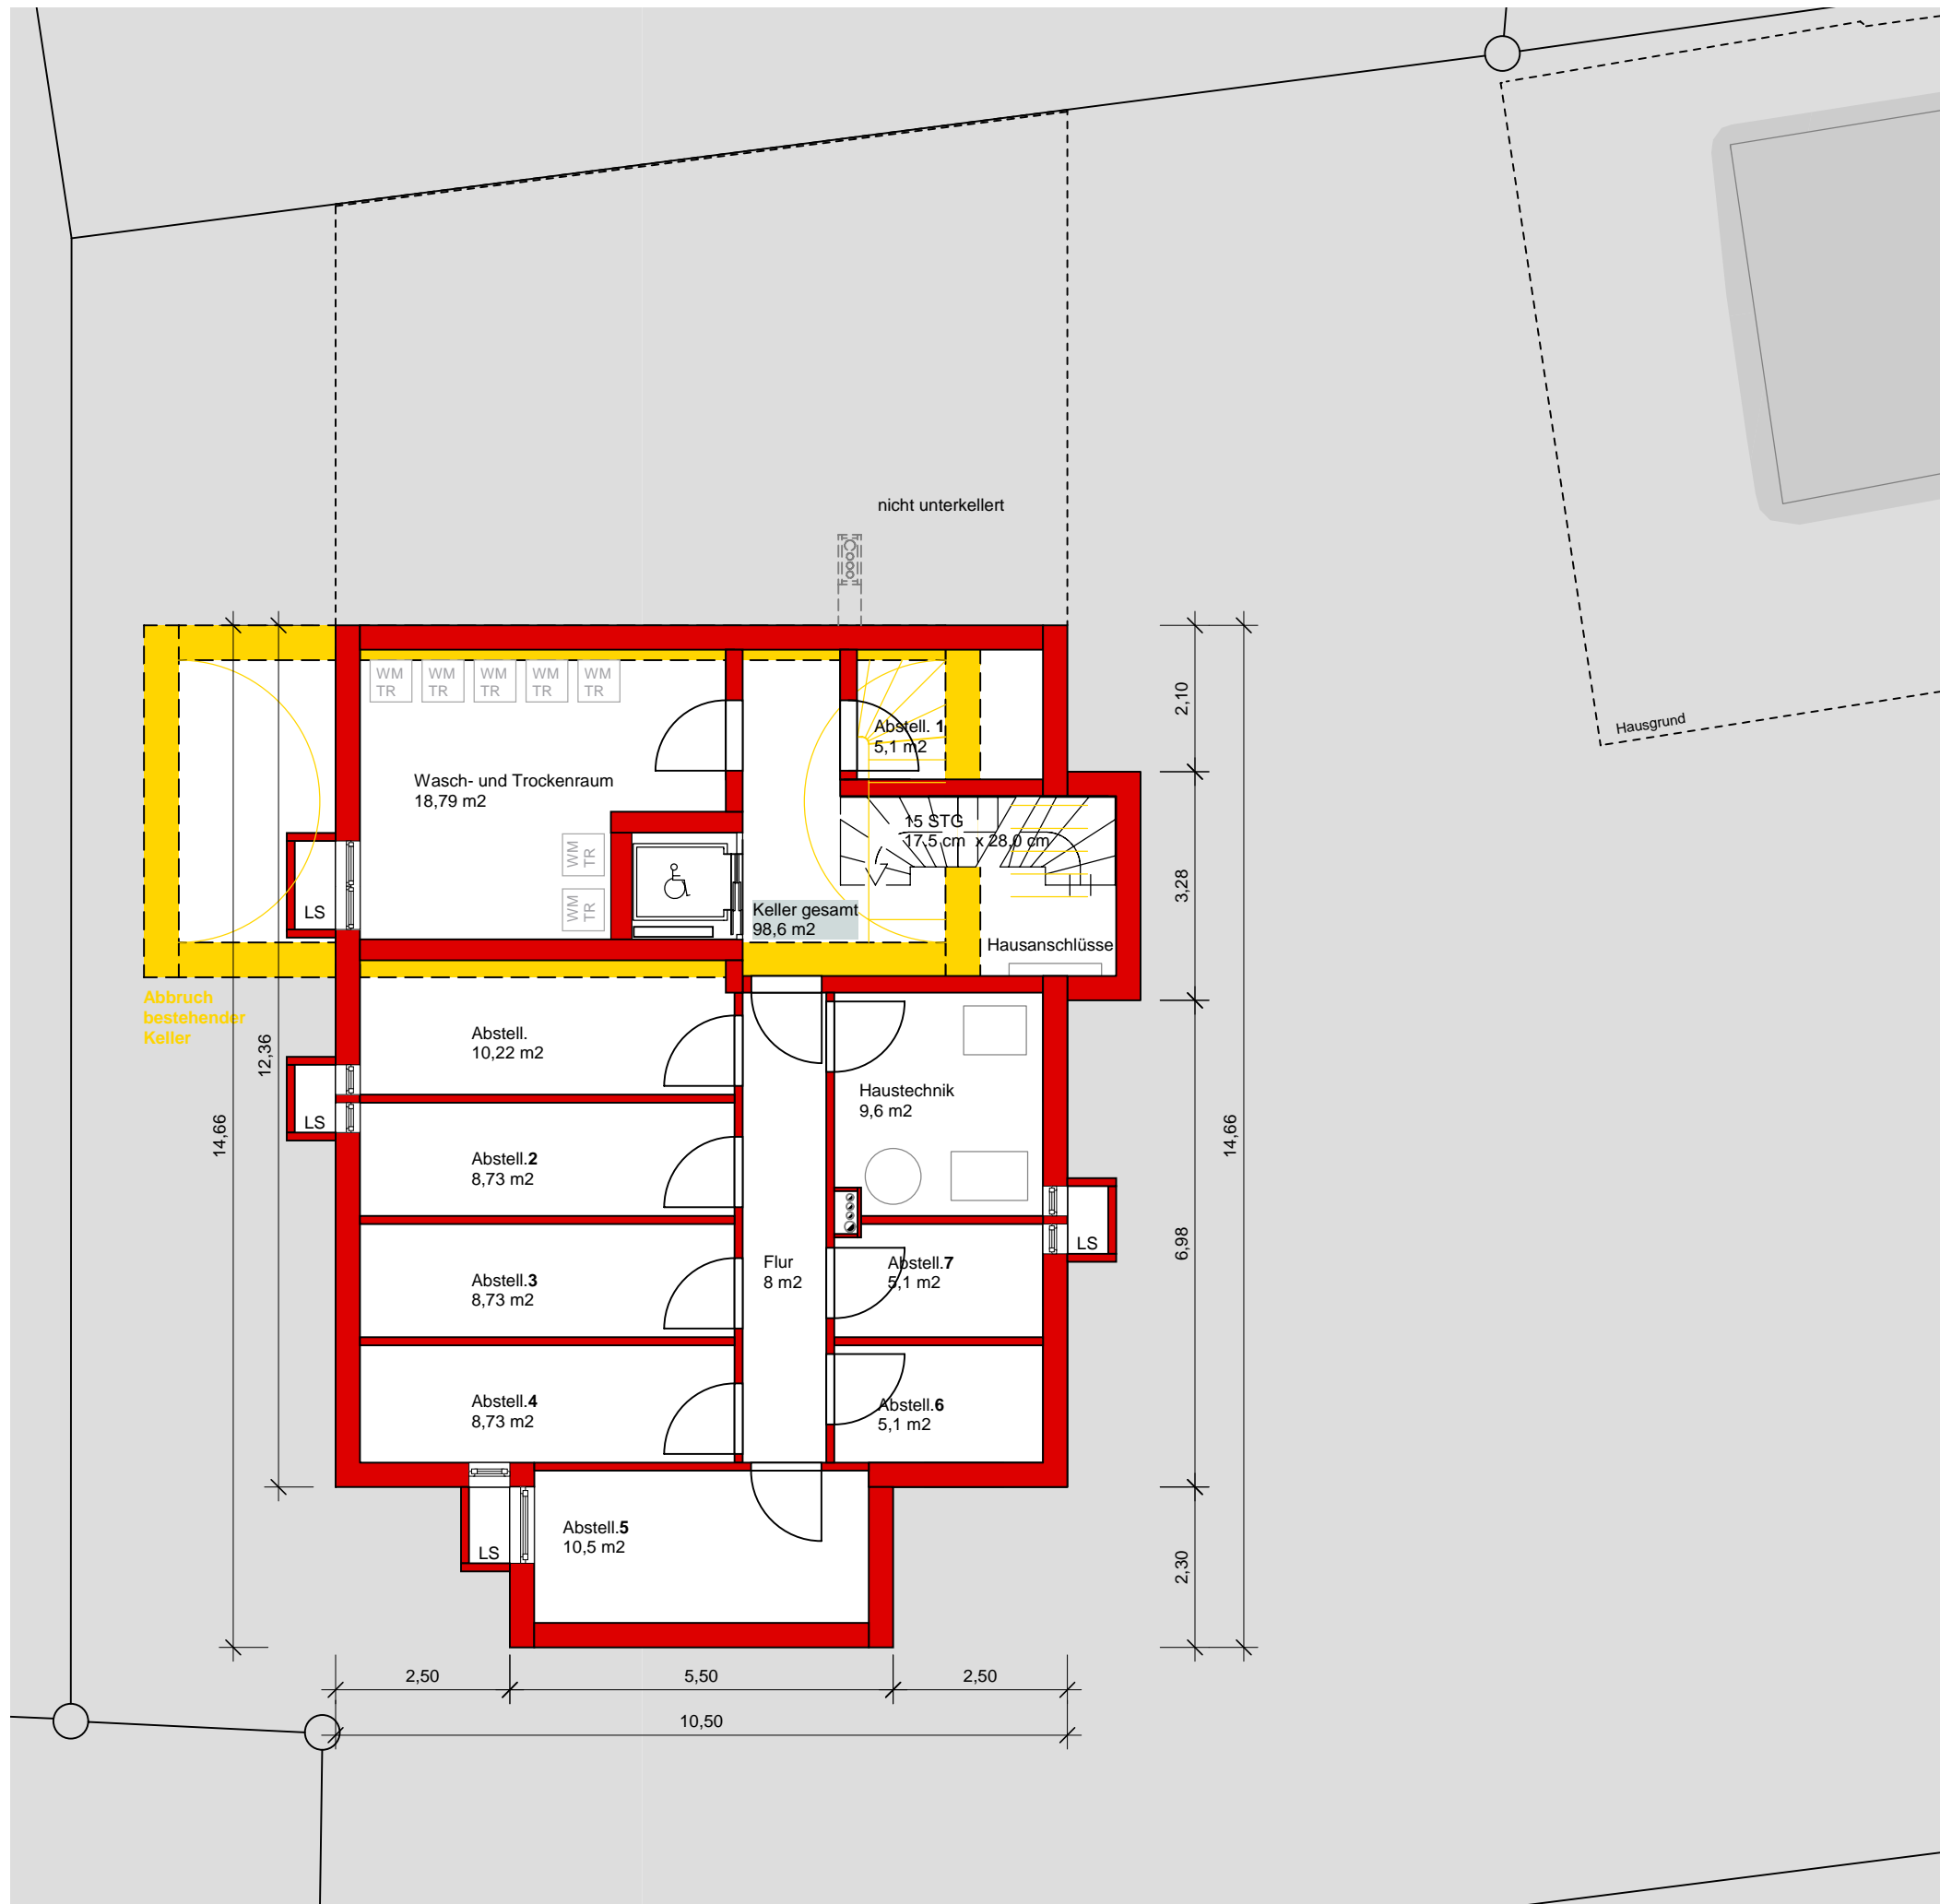 nicht unterkellert
Hausgrund
WM
TR
WM
TR
WM
TR
WM
TR
WM
TR
Abstell. 1
5,1 m2
Wasch- und Trockenraum
18,79 m2
15 STG
17.5 cm x 28,0 cm
WM
TR
WM
TR
LS
Keller gesamt
98,6 m2
Hausanschlüsse
Abbruch
bestehender
Keller
Abstell.
10,22 m2
LS
Haustechnik
9,6 m2
Abstell.2
8,73 m2
Abstell.3
8,73 m2
Flur
8 m2
Abstell.7
5,1 m2
LS
Abstell.4
8,73 m2
Abstell.6
5,1 m2
Abstell.5
10,5 m2
LS
14,66
12,36
2,10
3,28
6,98
2,30
14,66
2,50
5,50
2,50
10,50